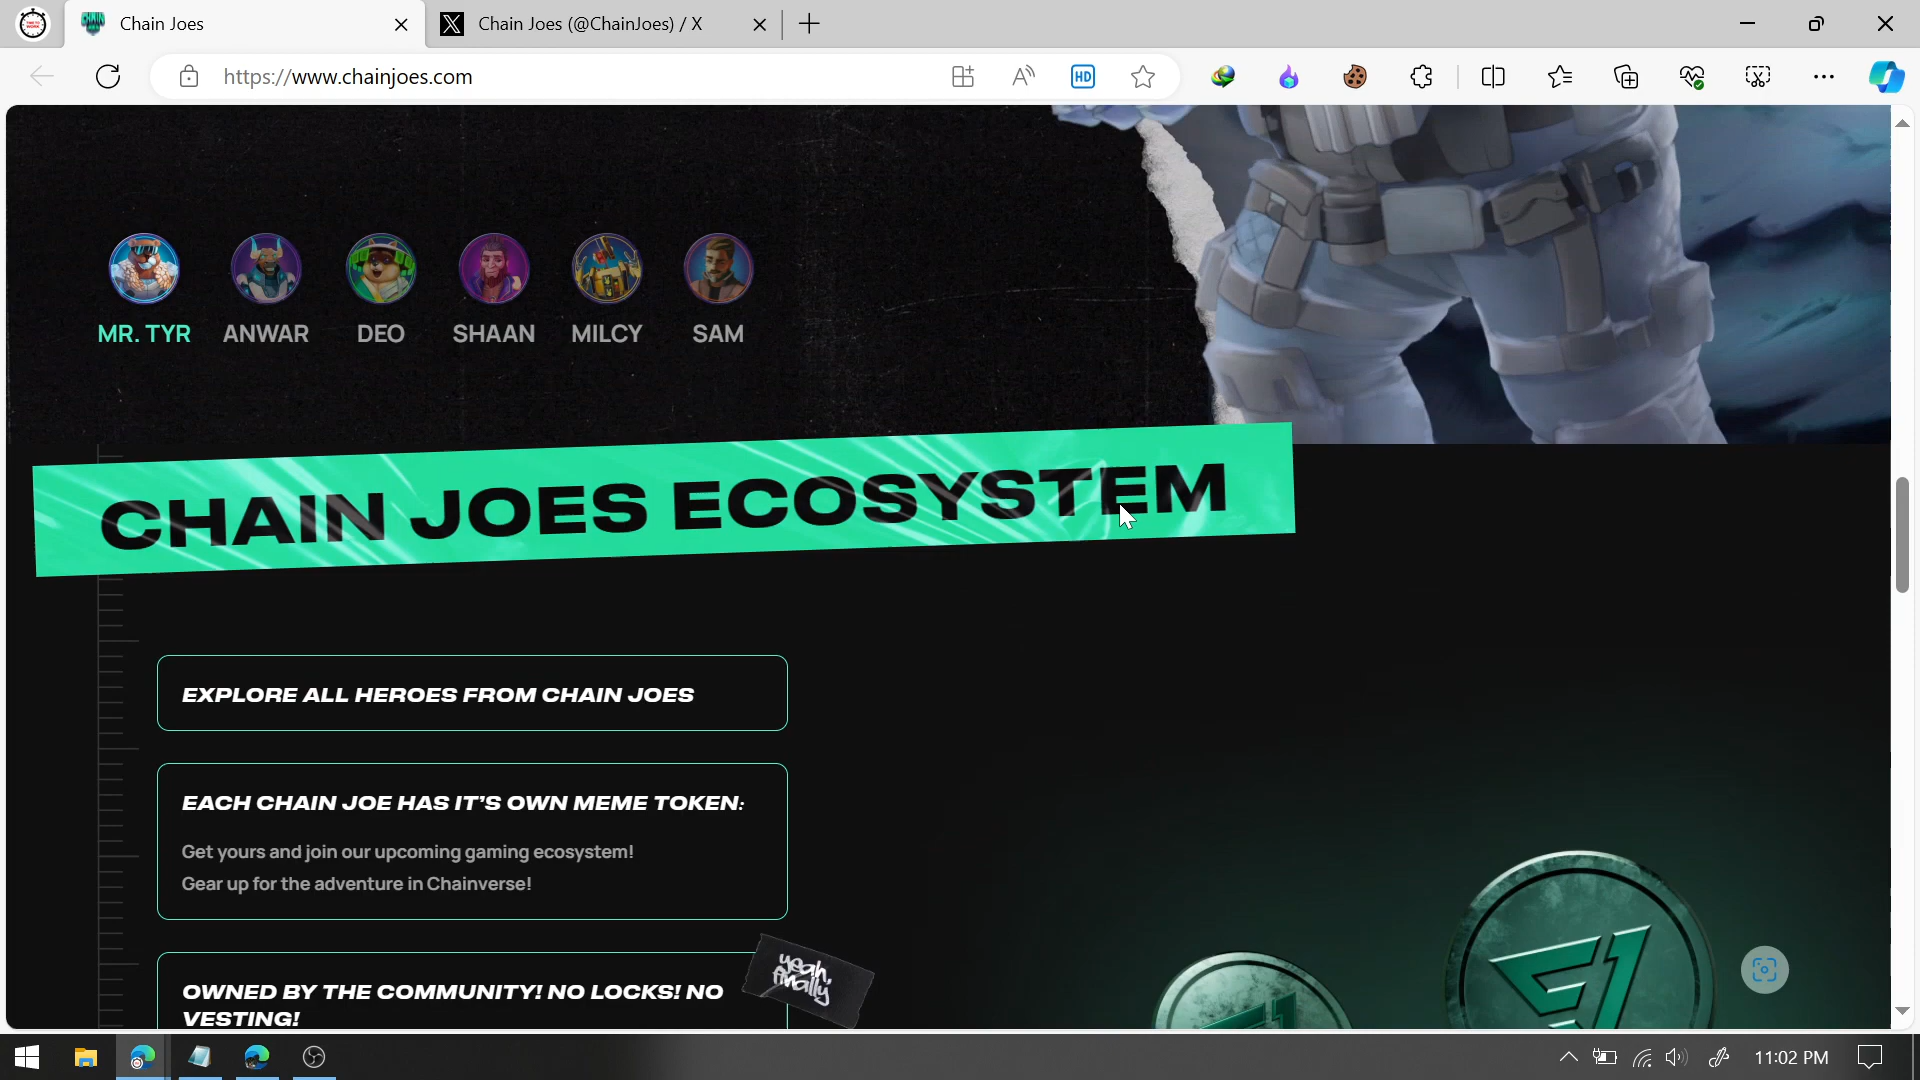 Chain Joes
Chain Joes (@ChainJoes) / X
https://www.chainjoes.com
HD
MR. TYR
ANWAR
DEO
SHAAN
MILCY
SAM
CHAIN JOES ECOSYSTEM
EXPLORE ALL HEROES FROM CHAIN JOES
EACH CHAIN JOE HAS IT'S OWN MEME TOKEN:
Get yours and join our upcoming gaming ecosystem!
Gear up for the adventure in Chainverse!
yeah,
finally
OWNED BY THE COMMUNITY! NO LOCKS! NO
VESTING!
11:02 PM